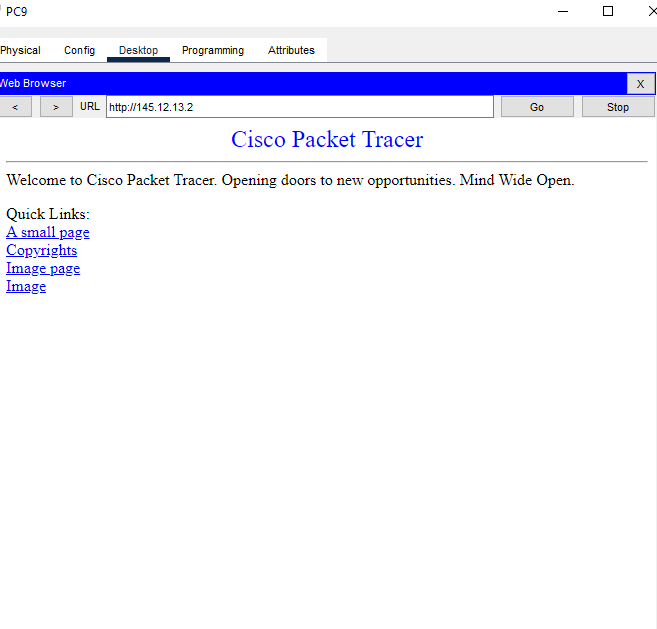 PC9
Physical Config Desktop Programming Attributes
Web Browser X
< > URL http://145.12.13.2 Go Stop
Cisco Packet Tracer
Welcome to Cisco Packet Tracer. Opening doors to new opportunities. Mind Wide Open.
Quick Links:
A small page
Copyrights
Image page
Image